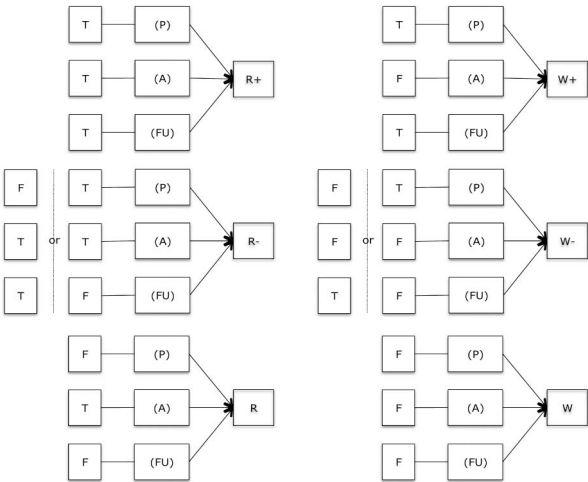 T (P) T (P)
T (A) R+ F (A) W+
T (FU) T (FU)
F T (P) F T (P)
T or T (A) R- F or F (A) W-
T F (FU) T F (FU)
F (P) F (P)
T (A) R F (A) W
F (FU) F (FU)